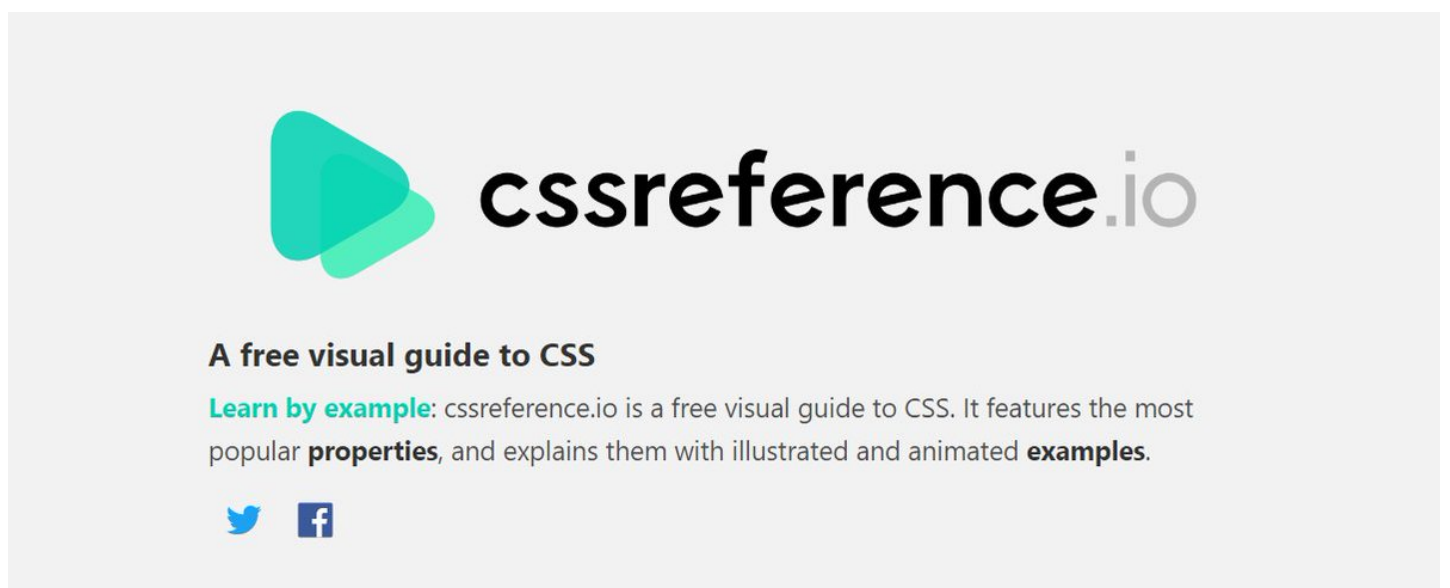 cssreference.io
A free visual guide to CSS
Learn by example: cssreference.io is a free visual guide to CSS. It features the most
popular properties, and explains them with illustrated and animated examples.